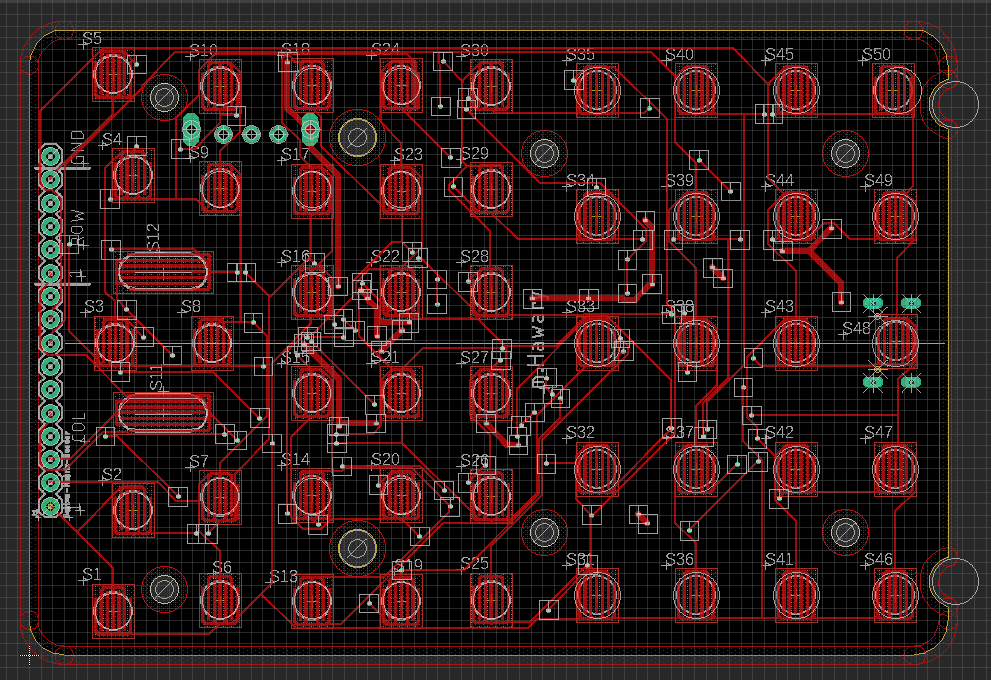 S5 S10 S18 S24 S30 S35 S40 S45 S50
GND
S4 S9 S17 S23 S29 S34 S39 S44 S49
ROW
S12
S16 S22 S28
S3 S8 S33 S38 S43 S48
S11 S15 S21 S27
COL
S2 S7 S14 S20 S26 S32 S37 S42 S47
S1 S6 S13 S19 S25 S31 S36 S41 S46